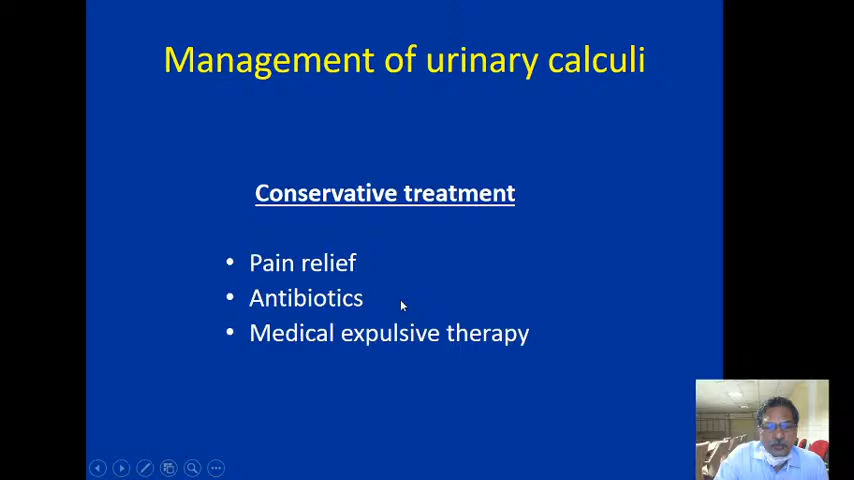 Management of urinary calculi
Conservative treatment
• Pain relief
• Antibiotics
• Medical expulsive therapy